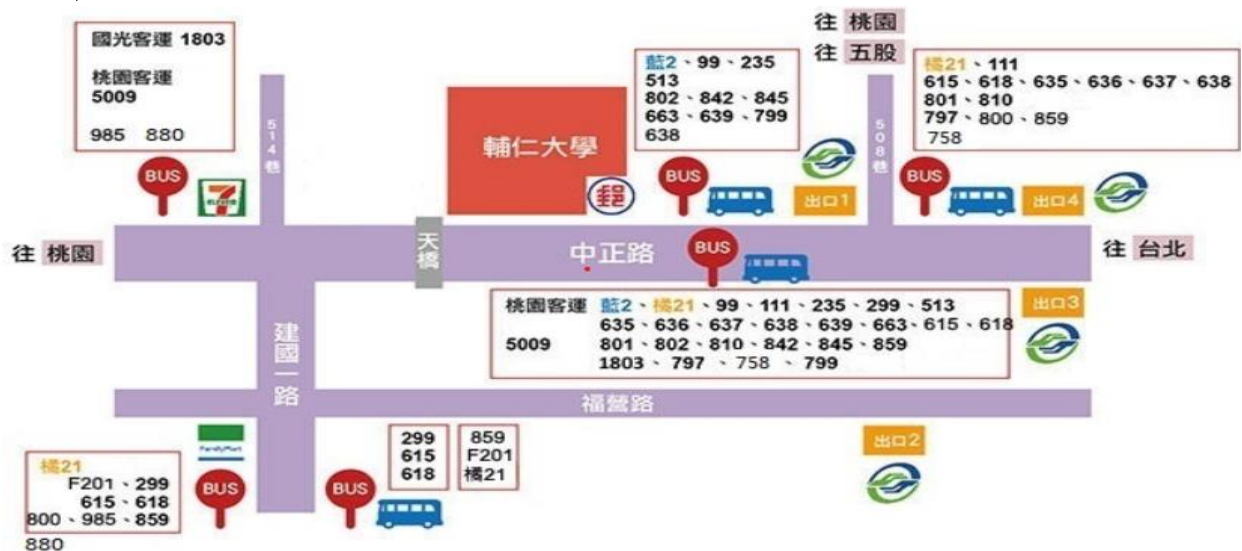 往 桃園
往 五股
國光客運 1803
桃園客運
5009
985 880
514巷
輔仁大學
郵
藍2、99、235
513
802、842、845
663、639、799
638
508巷
橘21、111
615、618、635、636、637、638
801、810
797、800、859
758
BUS
7
ELEVEN
BUS
出口1
BUS
出口4
往 桃園
天橋
中正路
BUS
往 台北
桃園客運 藍2、橘21、99、111、235、299、513
635、636、637、638、639、663、615、618
5009 801、802、810、842、845、859
1803、797、758、799
出口3
建國一路
福營路
FamilyMart
橘21
F201、299
615、618
800、985、859
880
BUS
BUS
299
615
618
859
F201
橘21
出口2